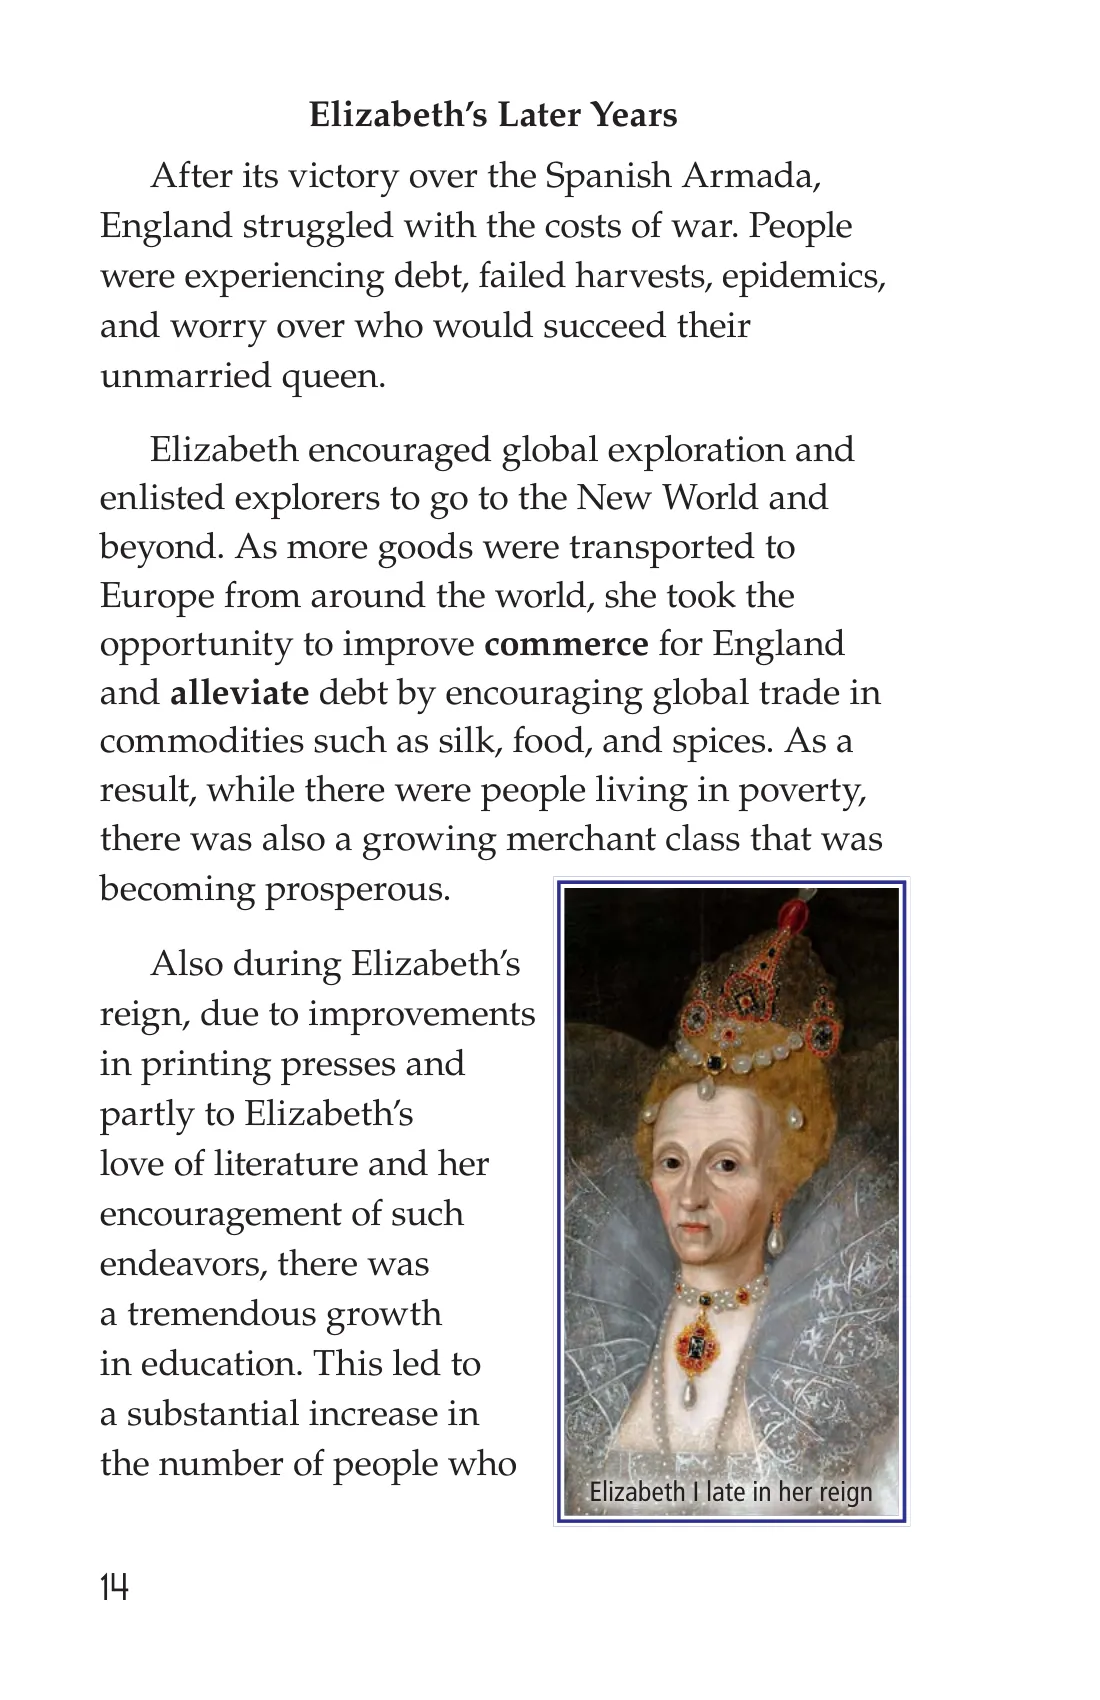 Elizabeth’s Later Years
After its victory over the Spanish Armada,
England struggled with the costs of war. People
were experiencing debt, failed harvests, epidemics,
and worry over who would succeed their
unmarried queen.
Elizabeth encouraged global exploration and
enlisted explorers to go to the New World and
beyond. As more goods were transported to
Europe from around the world, she took the
opportunity to improve commerce for England
and alleviate debt by encouraging global trade in
commodities such as silk, food, and spices. As a
result, while there were people living in poverty,
there was also a growing merchant class that was
becoming prosperous.
Also during Elizabeth’s
reign, due to improvements
in printing presses and
partly to Elizabeth’s
love of literature and her
encouragement of such
endeavors, there was
a tremendous growth
in education. This led to
a substantial increase in
the number of people who
Elizabeth I late in her reign
14